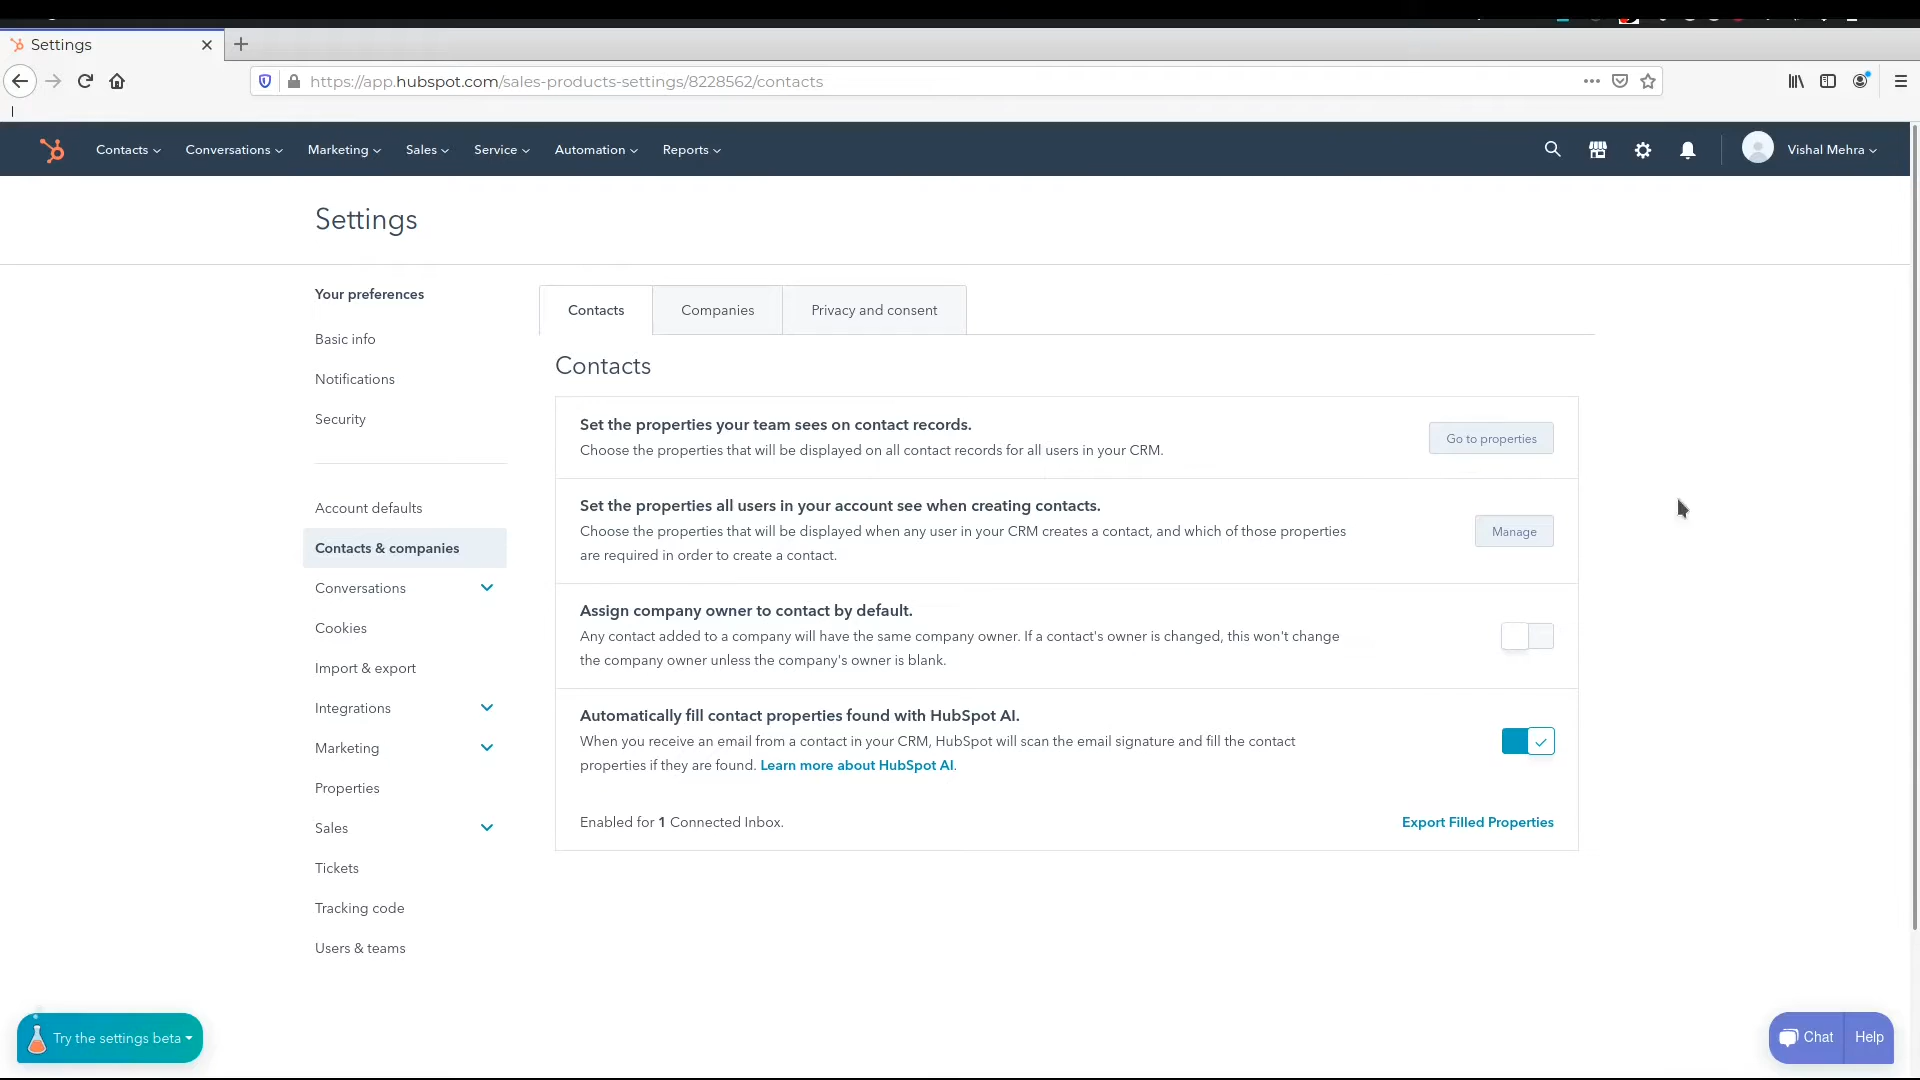 Settings
https://app.hubspot.com/sales-products-settings/8228562/contacts
Contacts
Conversations
Marketing
Sales
Service
Automation
Reports
Vishal Mehra
Settings
Your preferences
Basic info
Notifications
Security
Account defaults
Contacts & companies
Conversations
Cookies
Import & export
Integrations
Marketing
Properties
Sales
Tickets
Tracking code
Users & teams
Contacts
Companies
Privacy and consent
Contacts
Set the properties your team sees on contact records.
Choose the properties that will be displayed on all contact records for all users in your CRM.
Go to properties
Set the properties all users in your account see when creating contacts.
Choose the properties that will be displayed when any user in your CRM creates a contact, and which of those properties
are required in order to create a contact.
Manage
Assign company owner to contact by default.
Any contact added to a company will have the same company owner. If a contact's owner is changed, this won't change
the company owner unless the company's owner is blank.
Automatically fill contact properties found with HubSpot AI.
When you receive an email from a contact in your CRM, HubSpot will scan the email signature and fill the contact
properties if they are found. Learn more about HubSpot AI.
Enabled for 1 Connected Inbox.
Export Filled Properties
Try the settings beta
Chat
Help